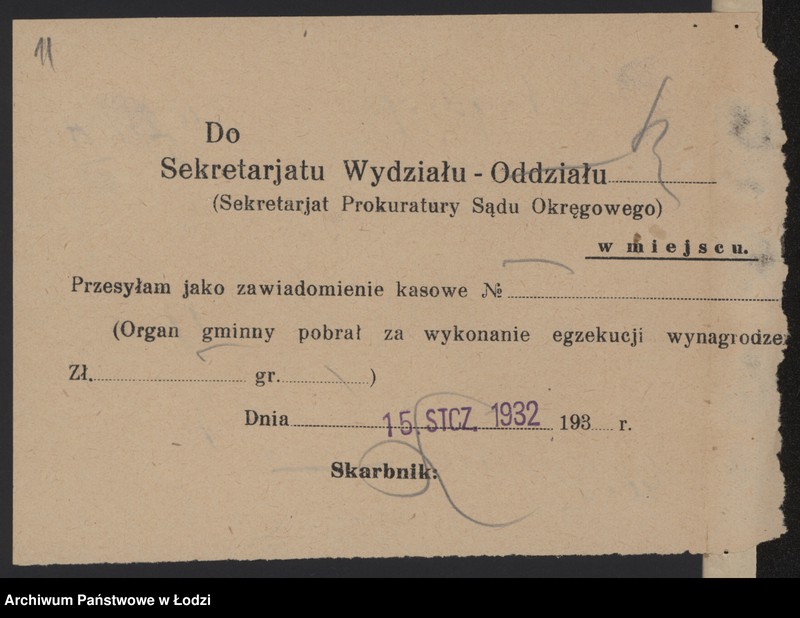 11
Do
Sekretarjatu Wydziału - Oddziału
(Sekretarjat Prokuratury Sądu Okręgowego)
w miejscu.
Przesyłam jako zawiadomienie kasowe №
(Organ gminny pobrał za wykonanie egzekucji wynagrodze
Zł. gr. )
Dnia 15. STCZ. 1932 193 r.
Skarbnik:
Archiwum Państwowe w Łodzi